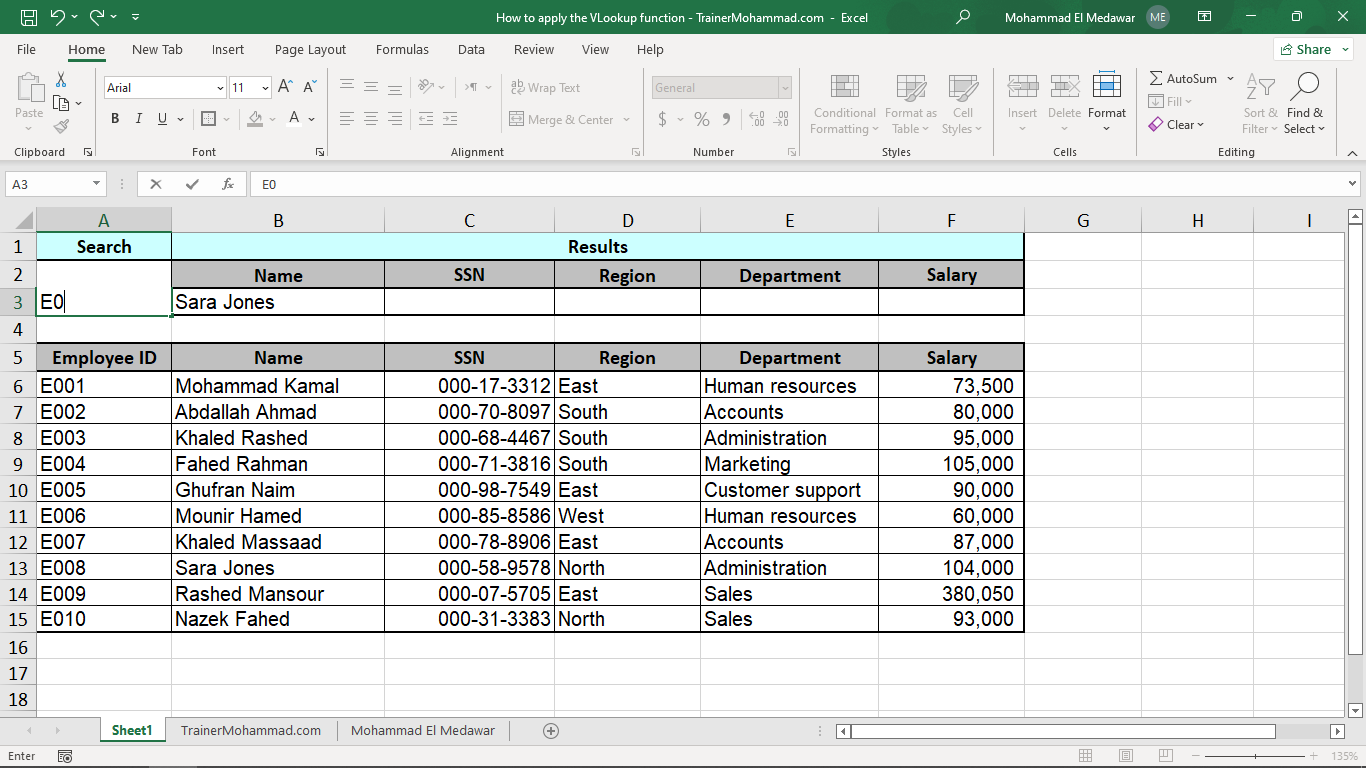 How to apply the VLookup function - TrainerMohammad.com - Excel
Mohammad El Medawar ME
File Home New Tab Insert Page Layout Formulas Data Review View Help Share
Paste
Arial 11 A A
B I U A
ab Wrap Text
Merge & Center
General
$ % 9
Conditional Formatting
Format as Table
Cell Styles
Insert Delete Format
AutoSum
Fill
Clear
Sort & Filter
Find & Select
Clipboard Font Alignment Number Styles Cells Editing
A3 fx E0
A B C D E F G H I
1 Search Results
2 Name SSN Region Department Salary
3 E0 Sara Jones
4
5 Employee ID Name SSN Region Department Salary
6 E001 Mohammad Kamal 000-17-3312 East Human resources 73,500
7 E002 Abdallah Ahmad 000-70-8097 South Accounts 80,000
8 E003 Khaled Rashed 000-68-4467 South Administration 95,000
9 E004 Fahed Rahman 000-71-3816 South Marketing 105,000
10 E005 Ghufran Naim 000-98-7549 East Customer support 90,000
11 E006 Mounir Hamed 000-85-8586 West Human resources 60,000
12 E007 Khaled Massaad 000-78-8906 East Accounts 87,000
13 E008 Sara Jones 000-58-9578 North Administration 104,000
14 E009 Rashed Mansour 000-07-5705 East Sales 380,050
15 E010 Nazek Fahed 000-31-3383 North Sales 93,000
16
17
18
Sheet1 TrainerMohammad.com Mohammad El Medawar
Enter 135%